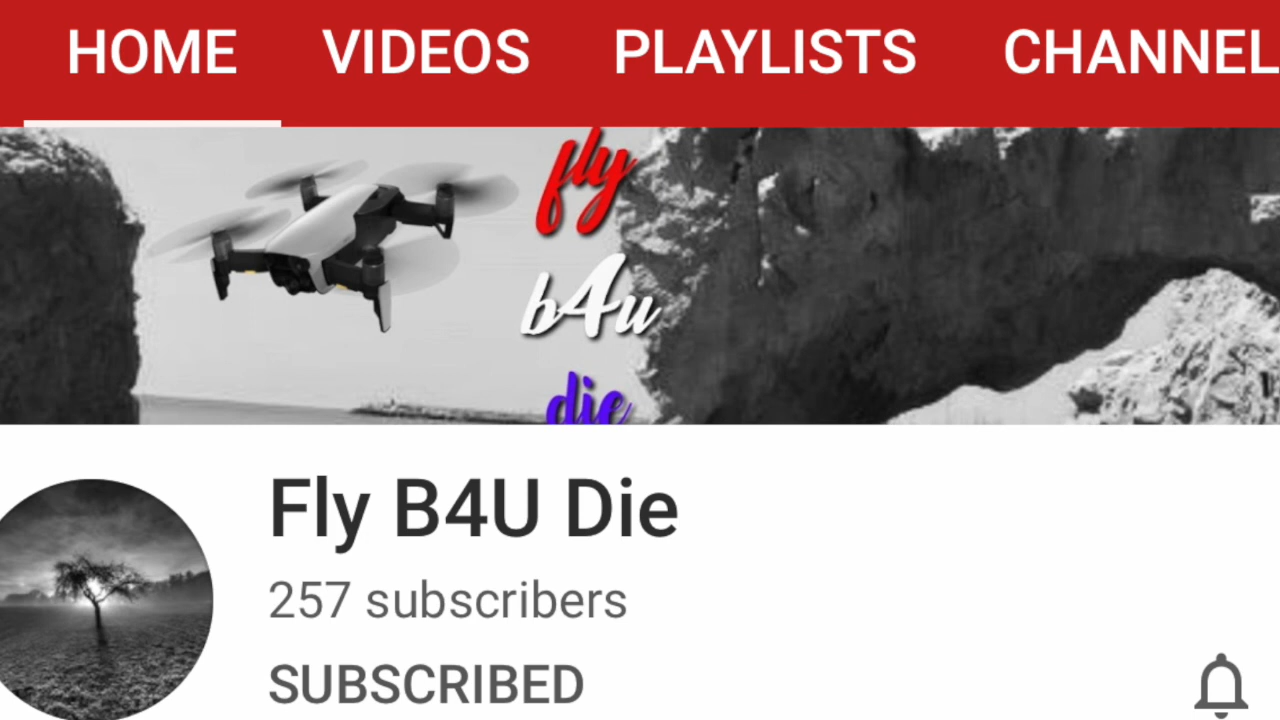 HOME VIDEOS PLAYLISTS CHANNEL
fly
b4u
die
Fly B4U Die
257 subscribers
SUBSCRIBED